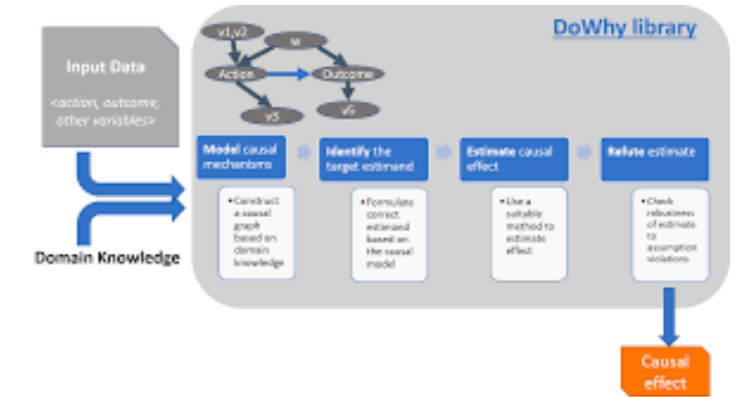 DoWhy library
Input Data
<action, outcome,
other variables>
v1,v2
w
Action
Outcome
v3
v5
Model causal
mechanisms
Identify the
target estimand
Estimate causal
effect
Refute estimate
•Construct
a causal
graph
based on
domain
knowledge
•Formulate
correct
estimand
based on
the causal
model
•Use a
suitable
method to
estimate
effect
•Check
robustness
of estimate
to
assumption
violations
Domain Knowledge
Causal
effect